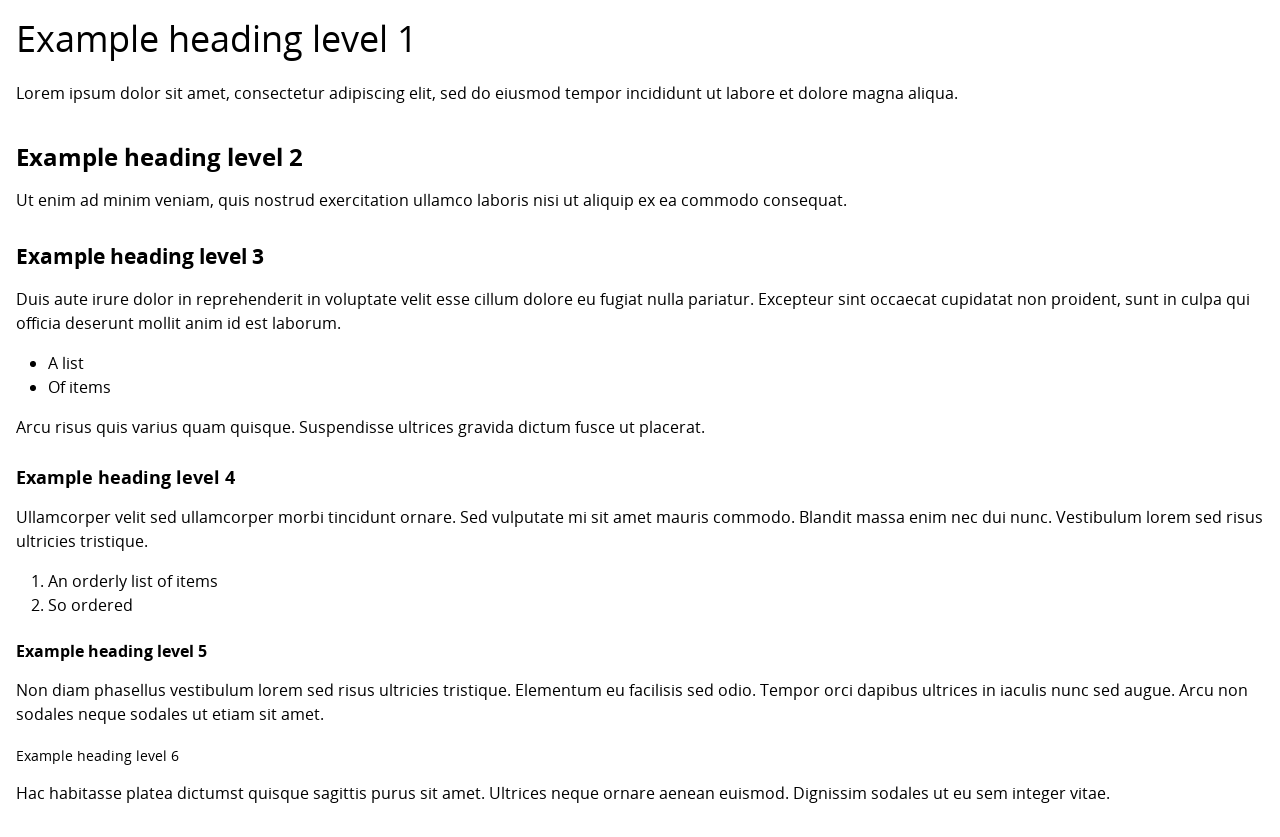 Example heading level 1
Lorem ipsum dolor sit amet, consectetur adipiscing elit, sed do eiusmod tempor incididunt ut labore et dolore magna aliqua.
Example heading level 2
Ut enim ad minim veniam, quis nostrud exercitation ullamco laboris nisi ut aliquip ex ea commodo consequat.
Example heading level 3
Duis aute irure dolor in reprehenderit in voluptate velit esse cillum dolore eu fugiat nulla pariatur. Excepteur sint occaecat cupidatat non proident, sunt in culpa qui
officia deserunt mollit anim id est laborum.
• A list
• Of items
Arcu risus quis varius quam quisque. Suspendisse ultrices gravida dictum fusce ut placerat.
Example heading level 4
Ullamcorper velit sed ullamcorper morbi tincidunt ornare. Sed vulputate mi sit amet mauris commodo. Blandit massa enim nec dui nunc. Vestibulum lorem sed risus
ultricies tristique.
1. An orderly list of items
2. So ordered
Example heading level 5
Non diam phasellus vestibulum lorem sed risus ultricies tristique. Elementum eu facilisis sed odio. Tempor orci dapibus ultrices in iaculis nunc sed augue. Arcu non
sodales neque sodales ut etiam sit amet.
Example heading level 6
Hac habitasse platea dictumst quisque sagittis purus sit amet. Ultrices neque ornare aenean euismod. Dignissim sodales ut eu sem integer vitae.